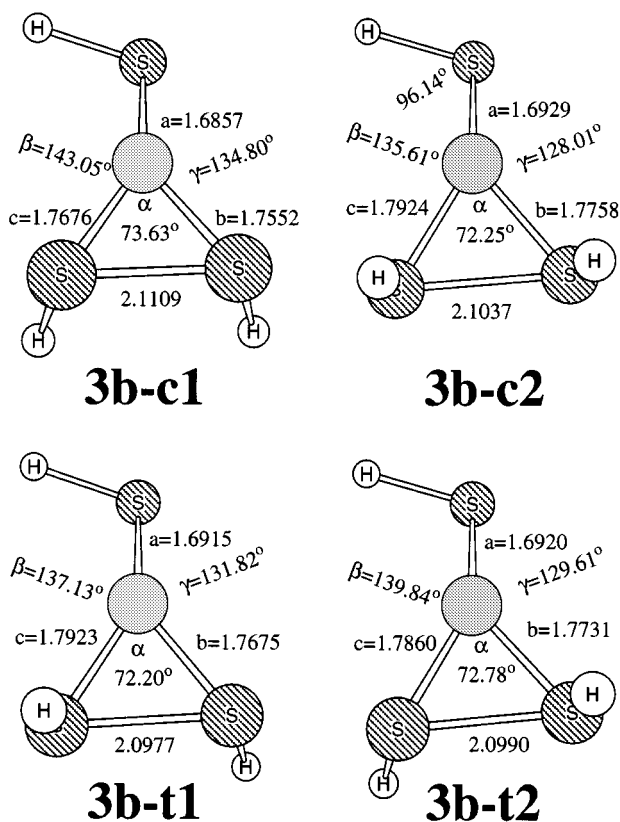 H
S
a=1.6857
β=143.05°
γ=134.80°
α
c=1.7676
73.63°
b=1.7552
S
S
2.1109
H
H
3b-c1
H
S
96.14°
a=1.6929
β=135.61°
γ=128.01°
α
c=1.7924
72.25°
b=1.7758
H
S
H
S
2.1037
3b-c2
H
S
a=1.6915
β=137.13°
γ=131.82°
α
c=1.7923
72.20°
b=1.7675
H
S
S
2.0977
H
3b-t1
H
S
a=1.6920
β=139.84°
γ=129.61°
α
c=1.7860
72.78°
b=1.7731
H
S
S
2.0990
H
3b-t2